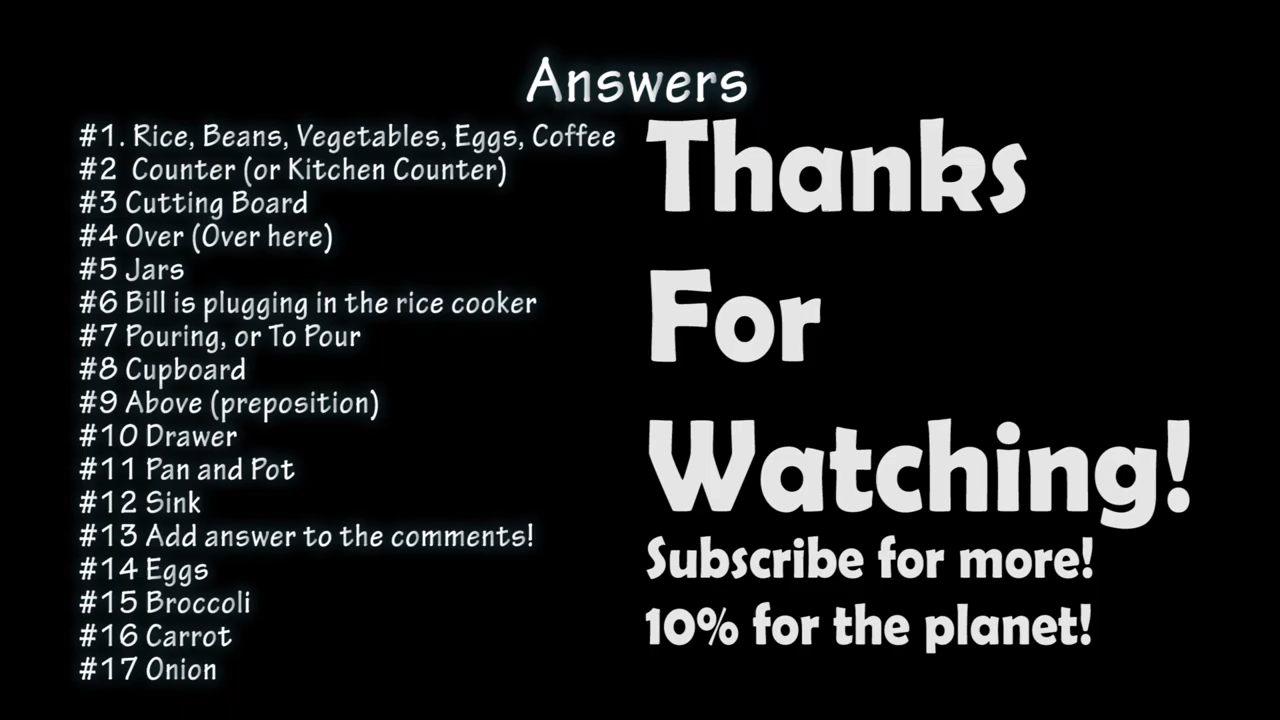 Answers
#1. Rice, Beans, Vegetables, Eggs, Coffee
#2 Counter (or Kitchen Counter)
#3 Cutting Board
#4 Over (Over here)
#5 Jars
#6 Bill is plugging in the rice cooker
#7 Pouring, or To Pour
#8 Cupboard
#9 Above (preposition)
#10 Drawer
#11 Pan and Pot
#12 Sink
#13 Add answer to the comments!
#14 Eggs
#15 Broccoli
#16 Carrot
#17 Onion
Thanks
For
Watching!
Subscribe for more!
10% for the planet!